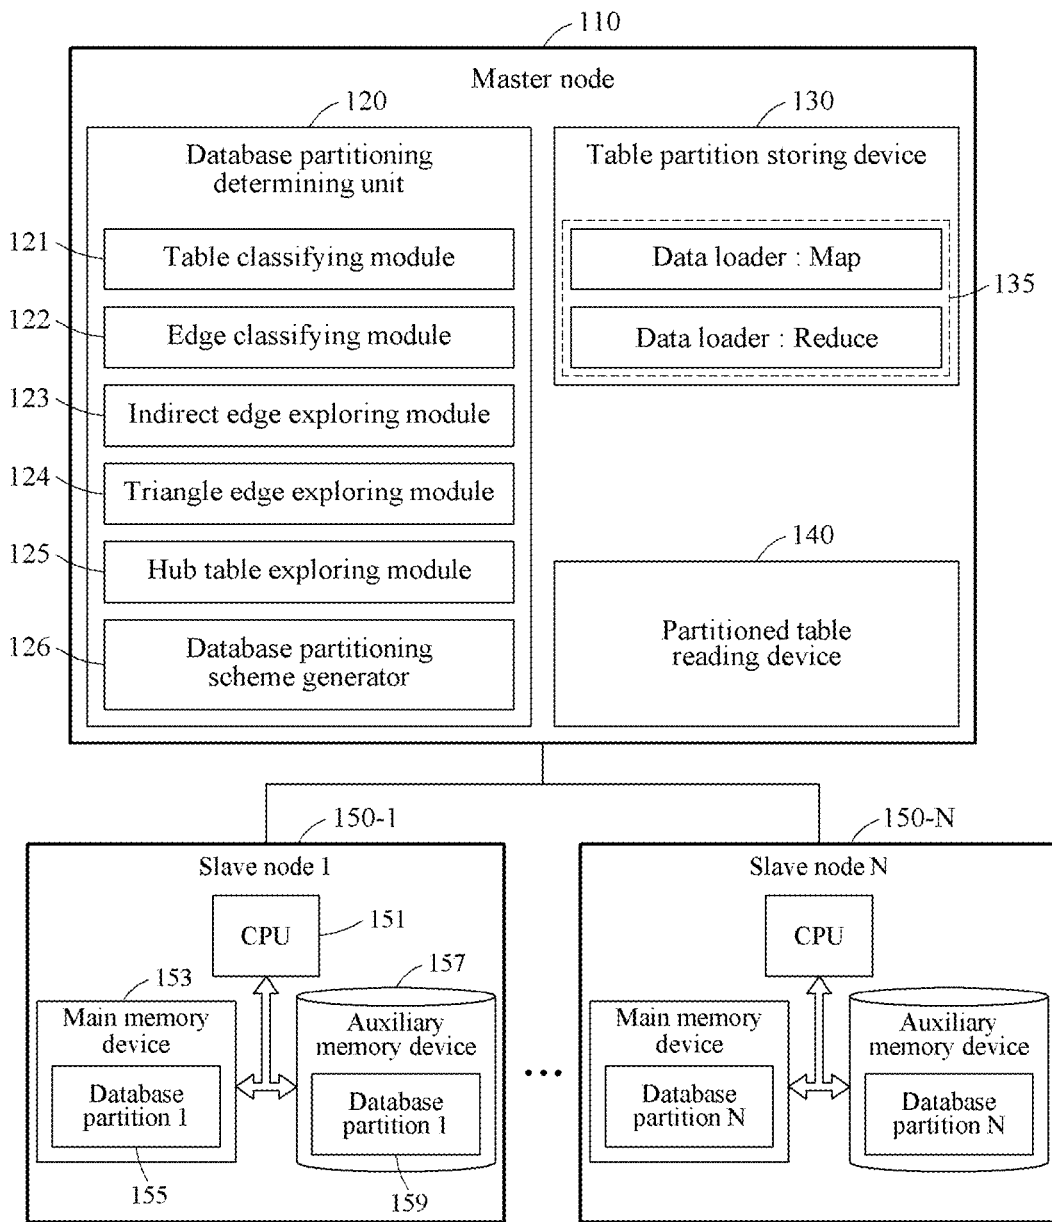 110
Master node
120
Database partitioning
determining unit
121
Table classifying module
122
Edge classifying module
123
Indirect edge exploring module
124
Triangle edge exploring module
125
Hub table exploring module
126
Database partitioning
scheme generator
130
Table partition storing device
Data loader : Map
135
Data loader : Reduce
140
Partitioned table
reading device
150-1
Slave node 1
CPU
151
153
Main memory
device
Database
partition 1
155
157
Auxiliary
memory device
Database
partition 1
159
•••
150-N
Slave node N
CPU
Main memory
device
Database
partition N
Auxiliary
memory device
Database
partition N